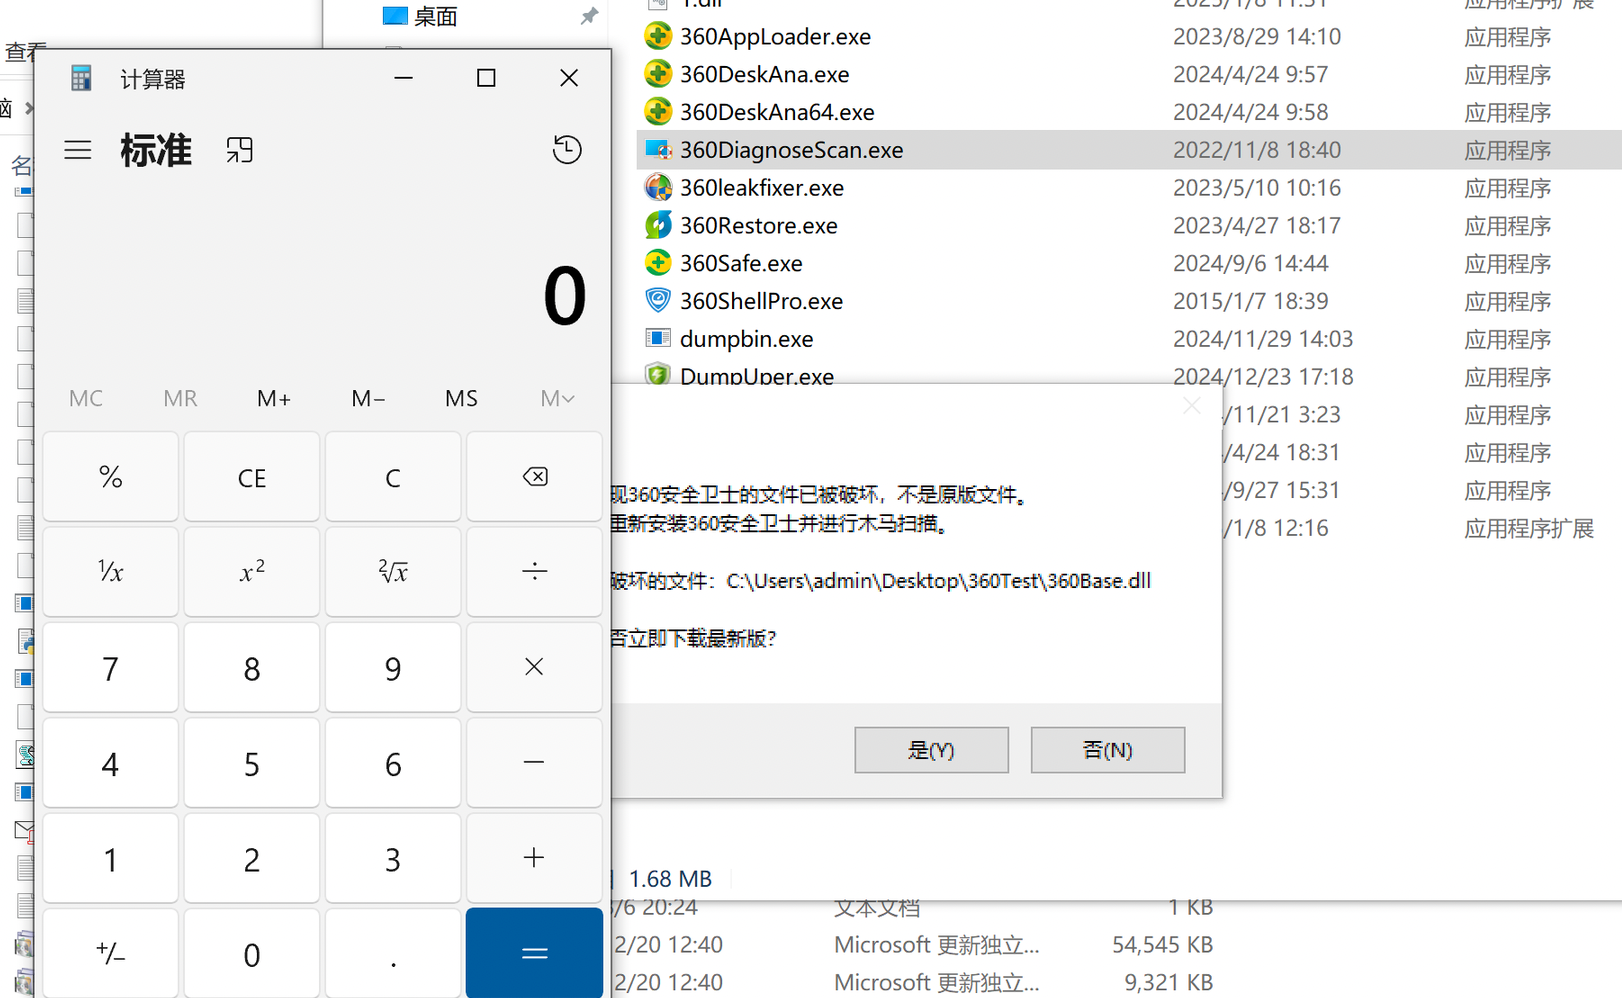 桌面
1.dll
2025/1/8 11:51
应用程序扩展
查看
360AppLoader.exe
2023/8/29 14:10
应用程序
计算器
360DeskAna.exe
2024/4/24 9:57
应用程序
脑
360DeskAna64.exe
2024/4/24 9:58
应用程序
标准
360DiagnoseScan.exe
2022/11/8 18:40
应用程序
360leakfixer.exe
2023/5/10 10:16
应用程序
360Restore.exe
2023/4/27 18:17
应用程序
360Safe.exe
2024/9/6 14:44
应用程序
0
360ShellPro.exe
2015/1/7 18:39
应用程序
dumpbin.exe
2024/11/29 14:03
应用程序
DumpUper.exe
2024/12/23 17:18
应用程序
MC MR M+ M− MS M
/11/21 3:23
应用程序
/4/24 18:31
应用程序
% CE C
/9/27 15:31
应用程序
现360安全卫士的文件已被破坏，不是原版文件。
重新安装360安全卫士并进行木马扫描。
/1/8 12:16
应用程序扩展
¹/x x² ²√x ÷
破坏的文件：C:\Users\admin\Desktop\360Test\360Base.dll
否立即下载最新版？
7 8 9 ×
是(Y) 否(N)
4 5 6 −
1 2 3 +
1.68 MB
/6 20:24
文本文档
1 KB
+/− 0 . =
2/20 12:40
Microsoft 更新独立...
54,545 KB
2/20 12:40
Microsoft 更新独立...
9,321 KB